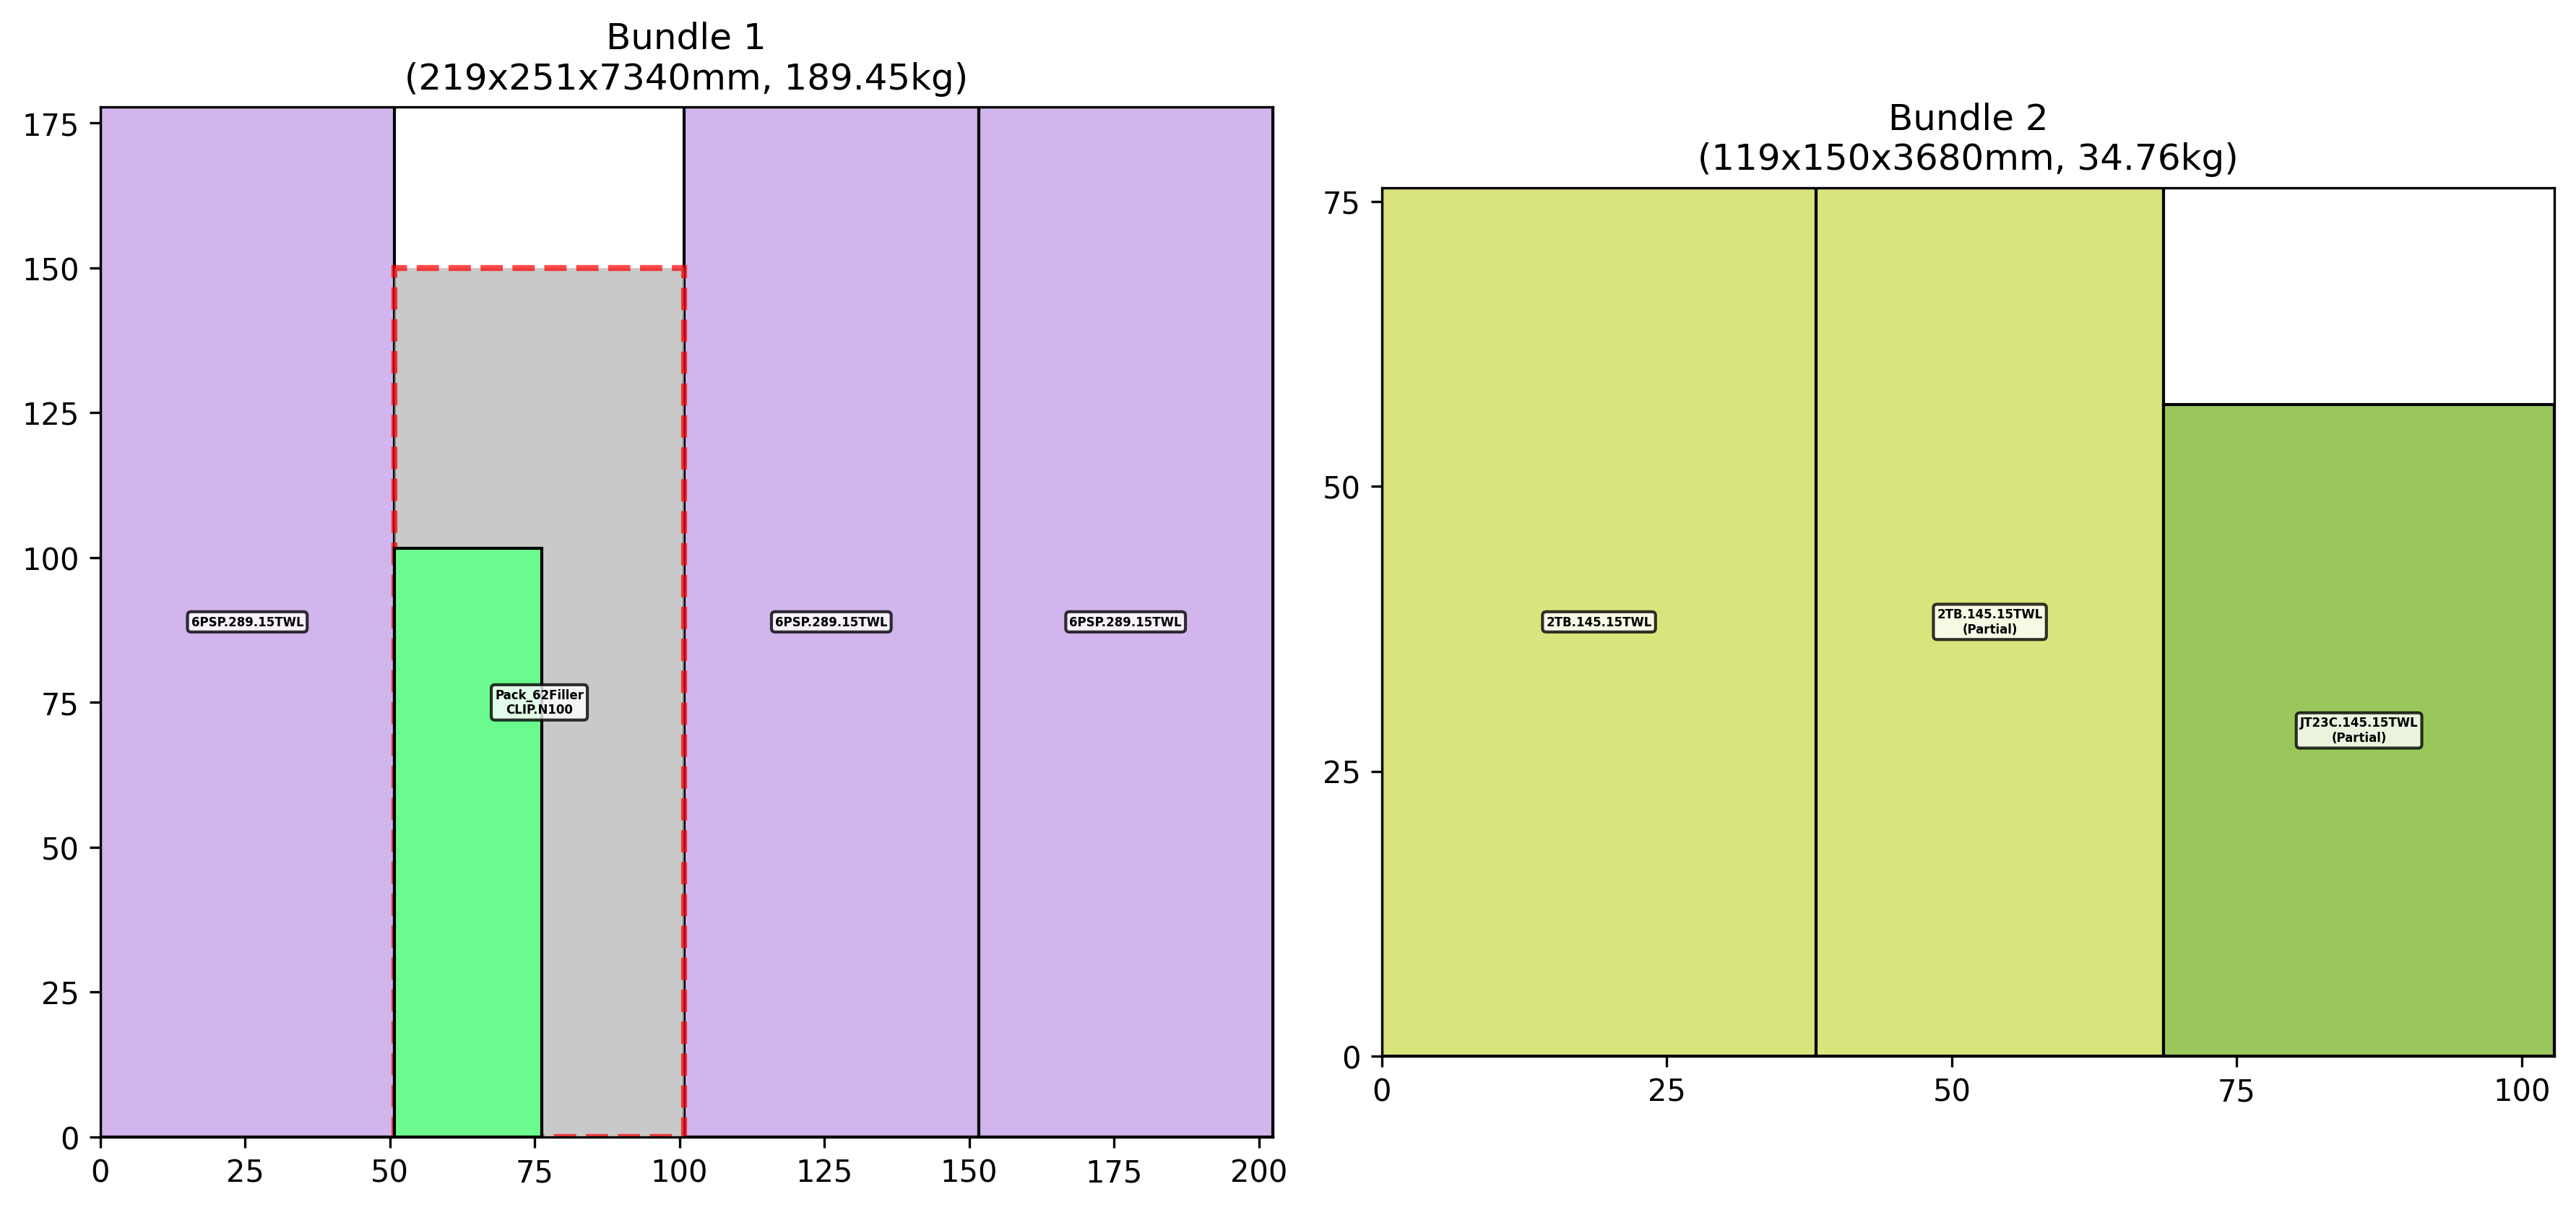 Bundle 1
(219x251x7340mm, 189.45kg)
175
150
125
100
75
50
25
0
0 25 50 75 100 125 150 175 200
6PSP.289.15TWL
Pack_62Filler
CLIP.N100
6PSP.289.15TWL
6PSP.289.15TWL
Bundle 2
(119x150x3680mm, 34.76kg)
75
50
25
0
0 25 50 75 100
2TB.145.15TWL
2TB.145.15TWL
(Partial)
JT23C.145.15TWL
(Partial)